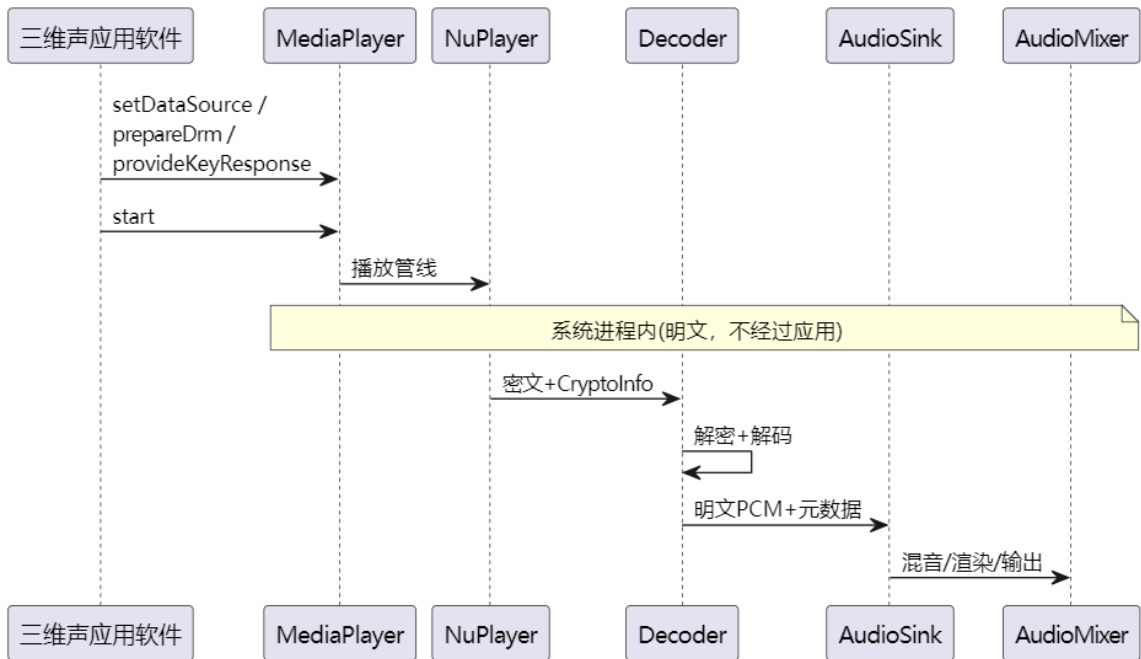 三维声应用软件 MediaPlayer NuPlayer Decoder AudioSink AudioMixer
setDataSource /
prepareDrm /
provideKeyResponse
start
播放管线
系统进程内(明文，不经过应用)
密文+CryptoInfo
解密+解码
明文PCM+元数据
混音/渲染/输出
三维声应用软件 MediaPlayer NuPlayer Decoder AudioSink AudioMixer